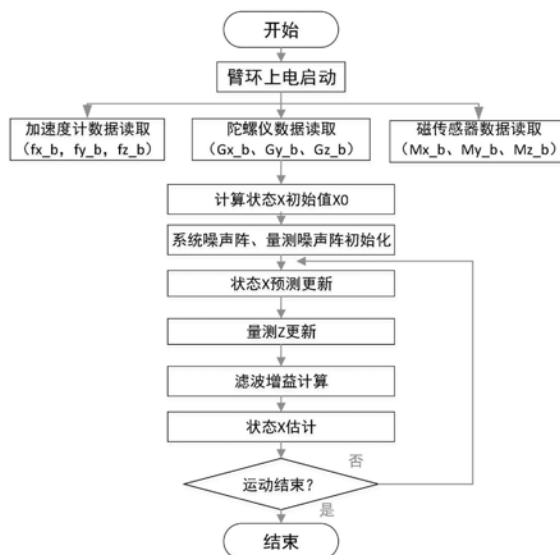 开始
臂环上电启动
加速度计数据读取
（fx_b，fy_b，fz_b）
陀螺仪数据读取
（Gx_b、Gy_b、Gz_b）
磁传感器数据读取
（Mx_b、My_b、Mz_b）
计算状态X初始值X0
系统噪声阵、量测噪声阵初始化
状态X预测更新
量测Z更新
滤波增益计算
状态X估计
运动结束？
否
是
结束